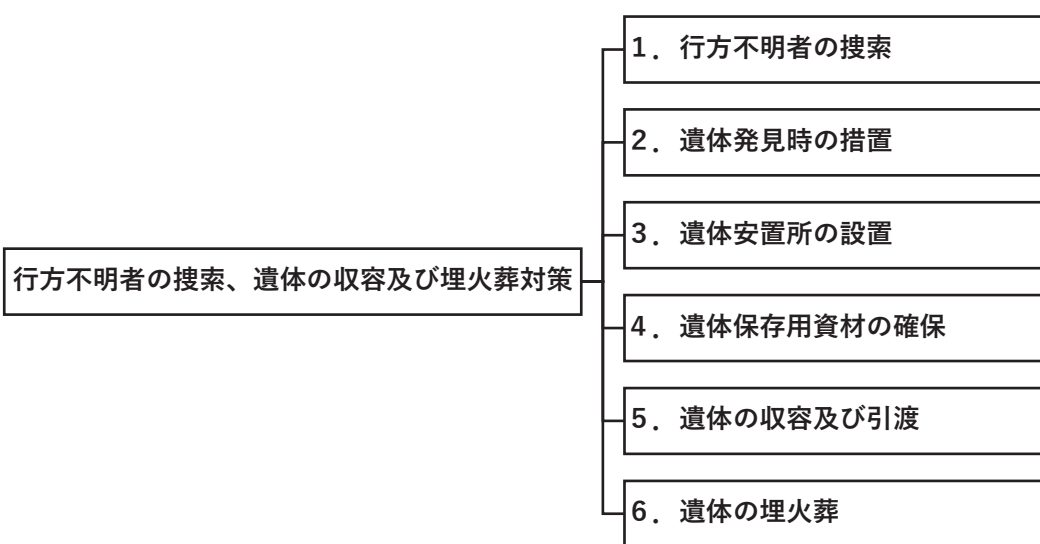 行方不明者の捜索、遺体の収容及び埋火葬対策
1．行方不明者の捜索
2．遺体発見時の措置
3．遺体安置所の設置
4．遺体保存用資材の確保
5．遺体の収容及び引渡
6．遺体の埋火葬